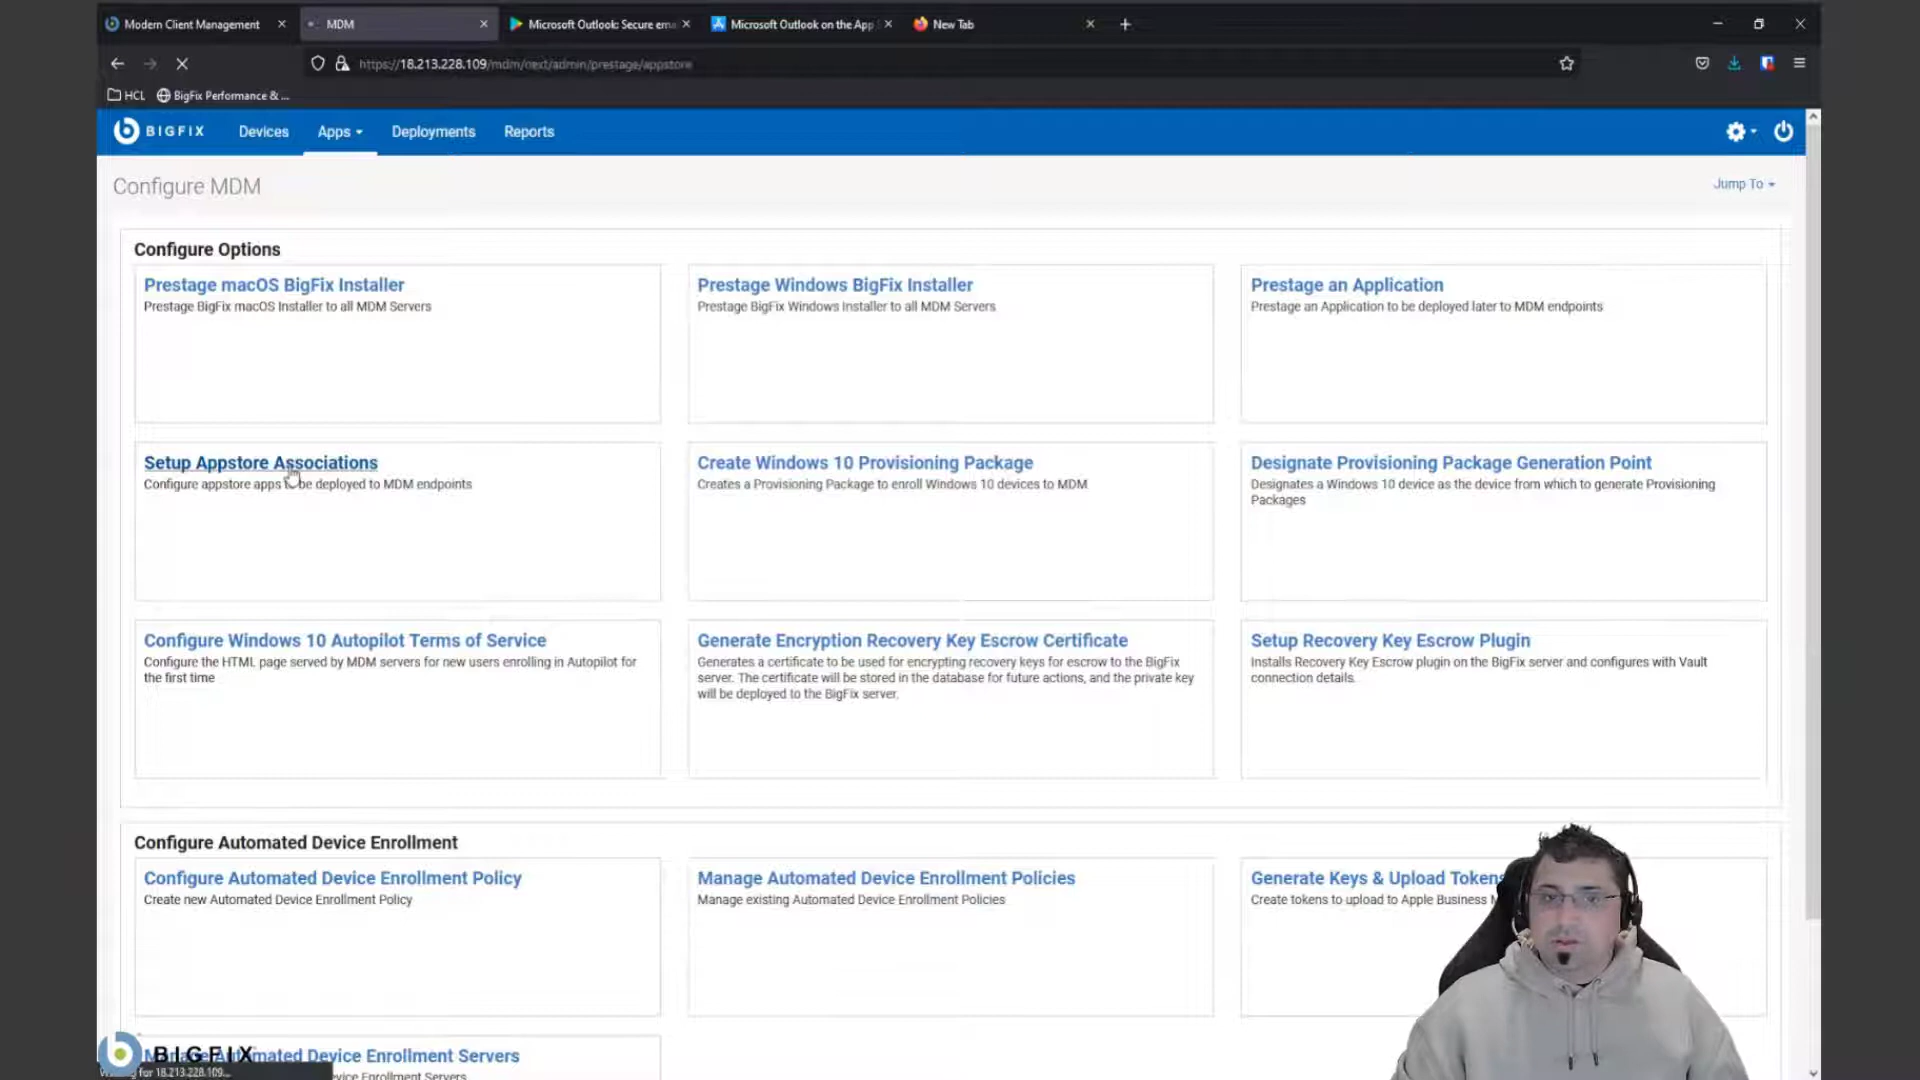 Modern Client Management
MDM
Microsoft Outlook: Secure ema
Microsoft Outlook on the App
New Tab
https://18.213.228.109/mdm/next/admin/prestage/appstore
HCL
BigFix Performance & ...
BIGFIX
Devices
Apps
Deployments
Reports
Configure MDM
Jump To
Configure Options
Prestage macOS BigFix Installer
Prestage BigFix macOS Installer to all MDM Servers
Prestage Windows BigFix Installer
Prestage BigFix Windows Installer to all MDM Servers
Prestage an Application
Prestage an Application to be deployed later to MDM endpoints
Setup Appstore Associations
Configure appstore apps to be deployed to MDM endpoints
Create Windows 10 Provisioning Package
Creates a Provisioning Package to enroll Windows 10 devices to MDM
Designate Provisioning Package Generation Point
Designates a Windows 10 device as the device from which to generate Provisioning
Packages
Configure Windows 10 Autopilot Terms of Service
Configure the HTML page served by MDM servers for new users enrolling in Autopilot for
the first time
Generate Encryption Recovery Key Escrow Certificate
Generates a certificate to be used for encrypting recovery keys for escrow to the BigFix
server. The certificate will be stored in the database for future actions, and the private key
will be deployed to the BigFix server.
Setup Recovery Key Escrow Plugin
Installs Recovery Key Escrow plugin on the BigFix server and configures with Vault
connection details.
Configure Automated Device Enrollment
Configure Automated Device Enrollment Policy
Create new Automated Device Enrollment Policy
Manage Automated Device Enrollment Policies
Manage existing Automated Device Enrollment Policies
Generate Keys & Upload Tokens
Create tokens to upload to Apple Business
Manage Automated Device Enrollment Servers
BIGFIX
Device Enrollment Servers
Waiting for 18.213.228.109...